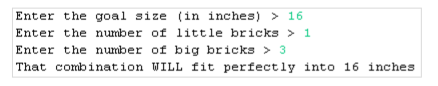 Enter the goal size (in inches) > 16
Enter the number of little bricks > 1
Enter the number of big bricks > 3
That combination WILL fit perfectly into 16 inches